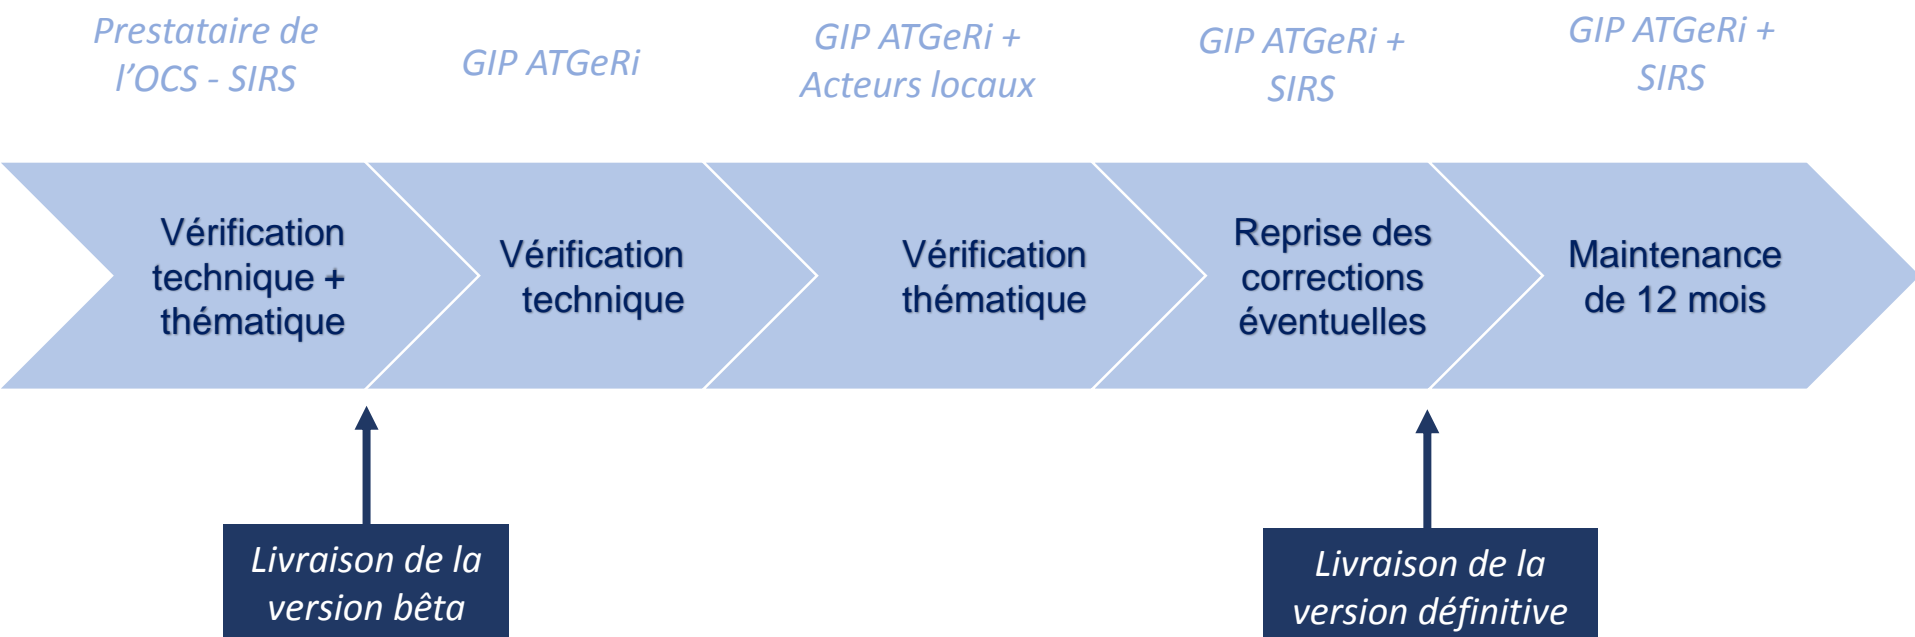 Prestataire de
l'OCS - SIRS
GIP ATGeRi
GIP ATGeRi +
Acteurs locaux
GIP ATGeRi +
SIRS
GIP ATGeRi +
SIRS
Vérification
technique +
thématique
Vérification
technique
Vérification
thématique
Reprise des
corrections
éventuelles
Maintenance
de 12 mois
Livraison de la
version bêta
Livraison de la
version définitive